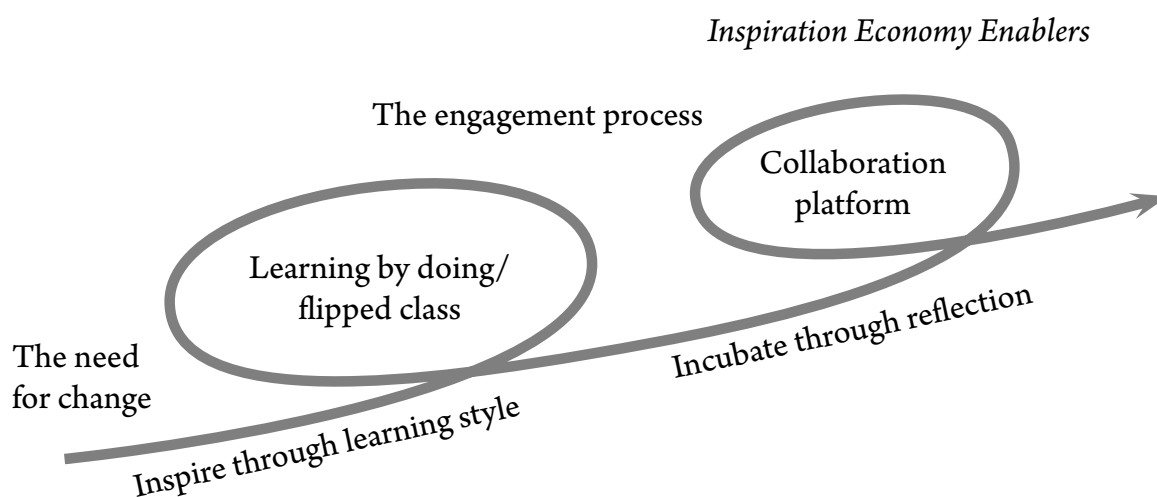 Inspiration Economy Enablers
The engagement process
Collaboration
platform
Learning by doing/
flipped class
The need
for change
Incubate through reflection
Inspire through learning style